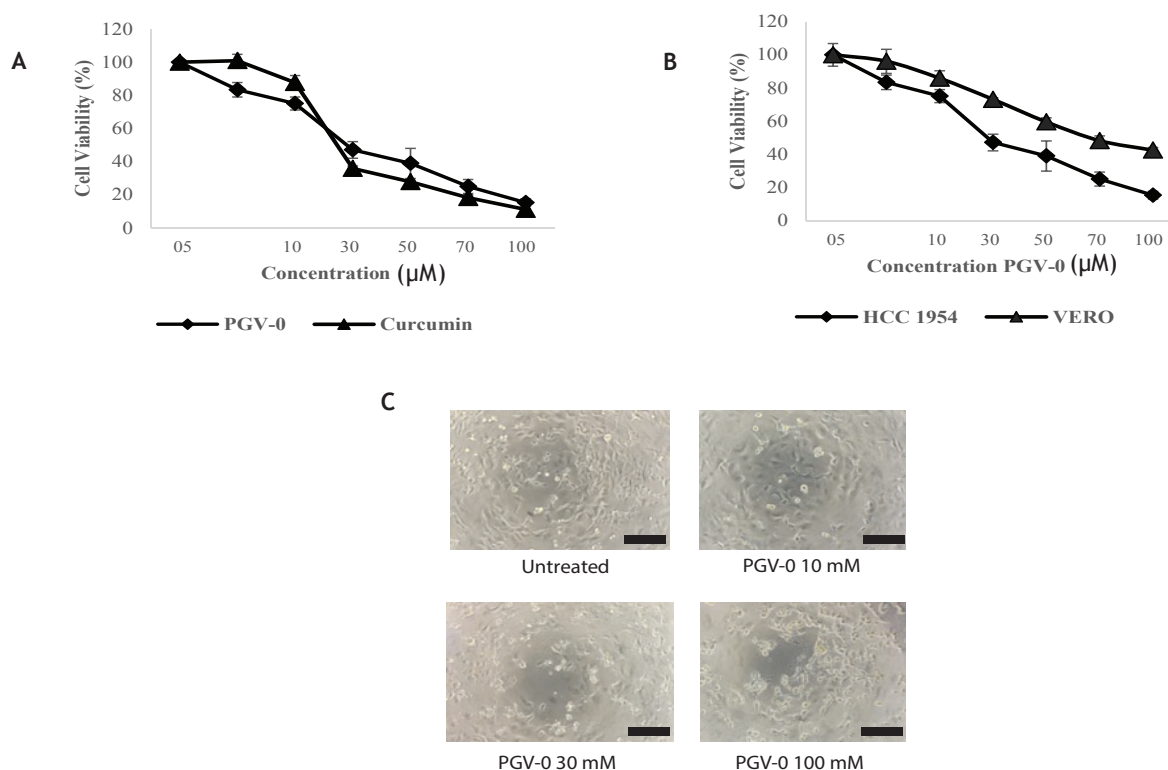 A
Cell Viability (%)
120
100
80
60
40
20
0
05 10 30 50 70 100
Concentration (µM)
PGV-0 Curcumin
B
Cell Viability (%)
120
100
80
60
40
20
0
05 10 30 50 70 100
Concentration PGV-0 (µM)
HCC 1954 VERO
C
Untreated
PGV-0 10 mM
PGV-0 30 mM
PGV-0 100 mM